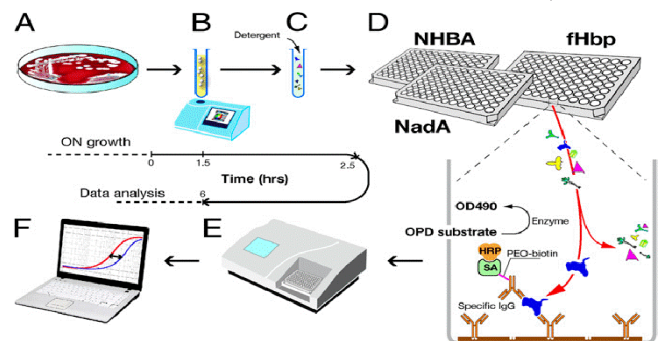 A
B
C
D
Detergent
NHBA
fHbp
NadA
ON growth
0
1.5
2.5
Time (hrs)
Data analysis
6
F
E
OD490
Enzyme
OPD substrate
HRP
PEO-biotin
SA
Specific IgG